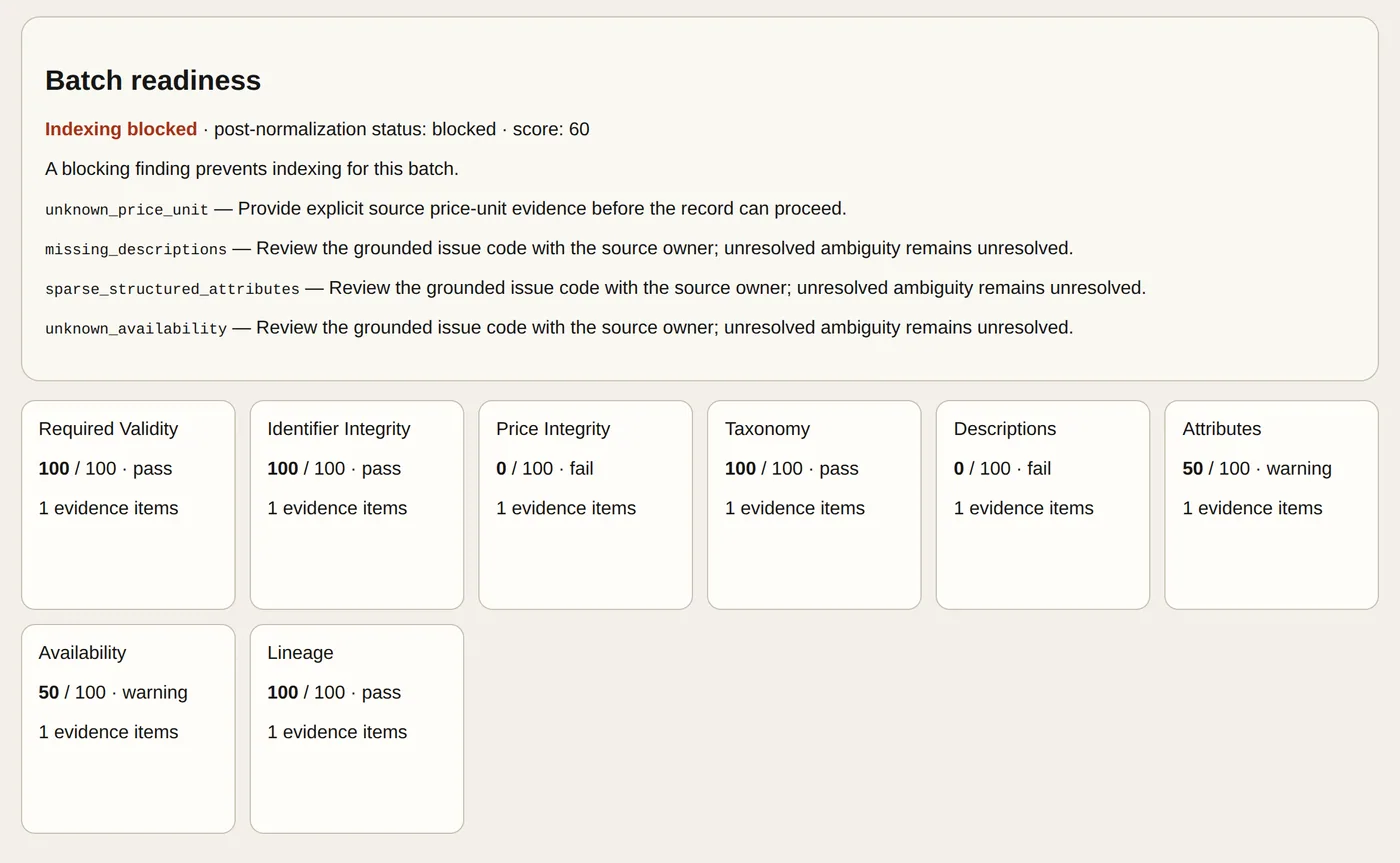 Batch readiness
Indexing blocked · post-normalization status: blocked · score: 60
A blocking finding prevents indexing for this batch.
unknown_price_unit — Provide explicit source price-unit evidence before the record can proceed.
missing_descriptions — Review the grounded issue code with the source owner; unresolved ambiguity remains unresolved.
sparse_structured_attributes — Review the grounded issue code with the source owner; unresolved ambiguity remains unresolved.
unknown_availability — Review the grounded issue code with the source owner; unresolved ambiguity remains unresolved.
Required Validity
100 / 100 · pass
1 evidence items
Identifier Integrity
100 / 100 · pass
1 evidence items
Price Integrity
0 / 100 · fail
1 evidence items
Taxonomy
100 / 100 · pass
1 evidence items
Descriptions
0 / 100 · fail
1 evidence items
Attributes
50 / 100 · warning
1 evidence items
Availability
50 / 100 · warning
1 evidence items
Lineage
100 / 100 · pass
1 evidence items